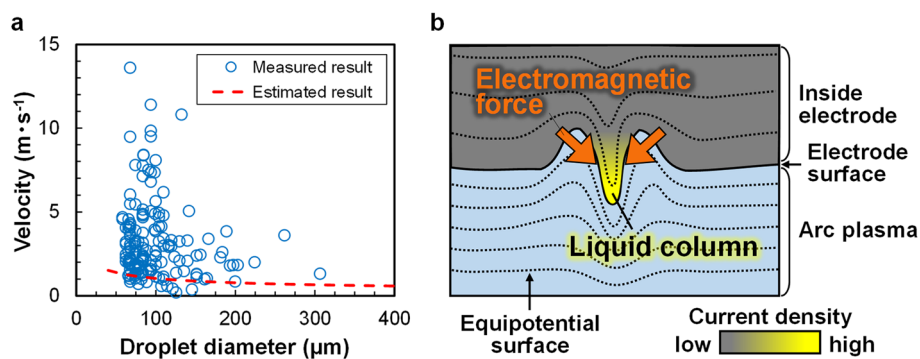 a
15
10
5
0
Velocity (m·s⁻¹)
Measured result
Estimated result
0
100
200
300
400
Droplet diameter (μm)
b
Electromagnetic
force
Liquid column
Inside
electrode
Electrode
surface
Arc plasma
Equipotential
surface
Current density
low
high